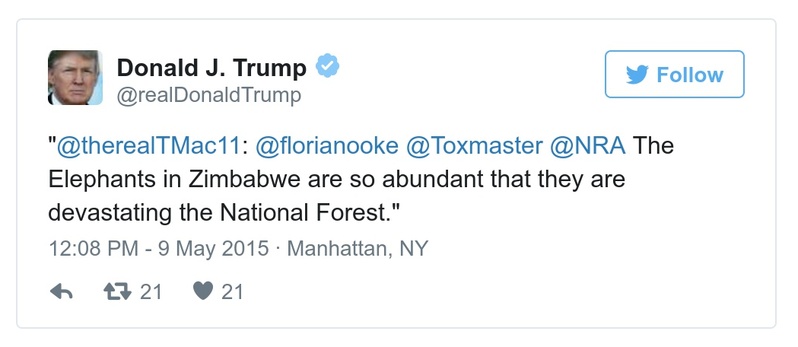 Donald J. Trump
@realDonaldTrump
Follow
"@therealTMac11: @florianooke @Toxmaster @NRA The
Elephants in Zimbabwe are so abundant that they are
devastating the National Forest."
12:08 PM - 9 May 2015 · Manhattan, NY
21 21